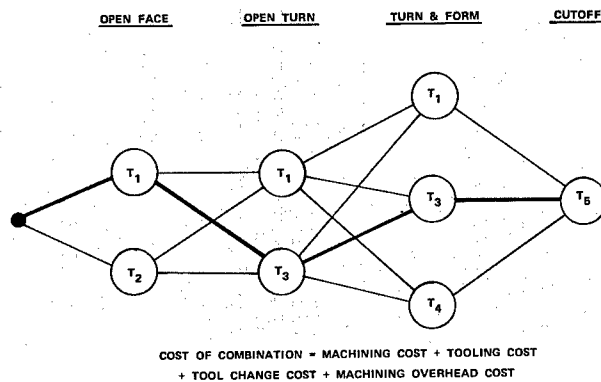 OPEN FACE OPEN TURN TURN & FORM CUTOFF
T1
T1 T1 T3 T5
T2 T3 T4
COST OF COMBINATION = MACHINING COST + TOOLING COST
+ TOOL CHANGE COST + MACHINING OVERHEAD COST